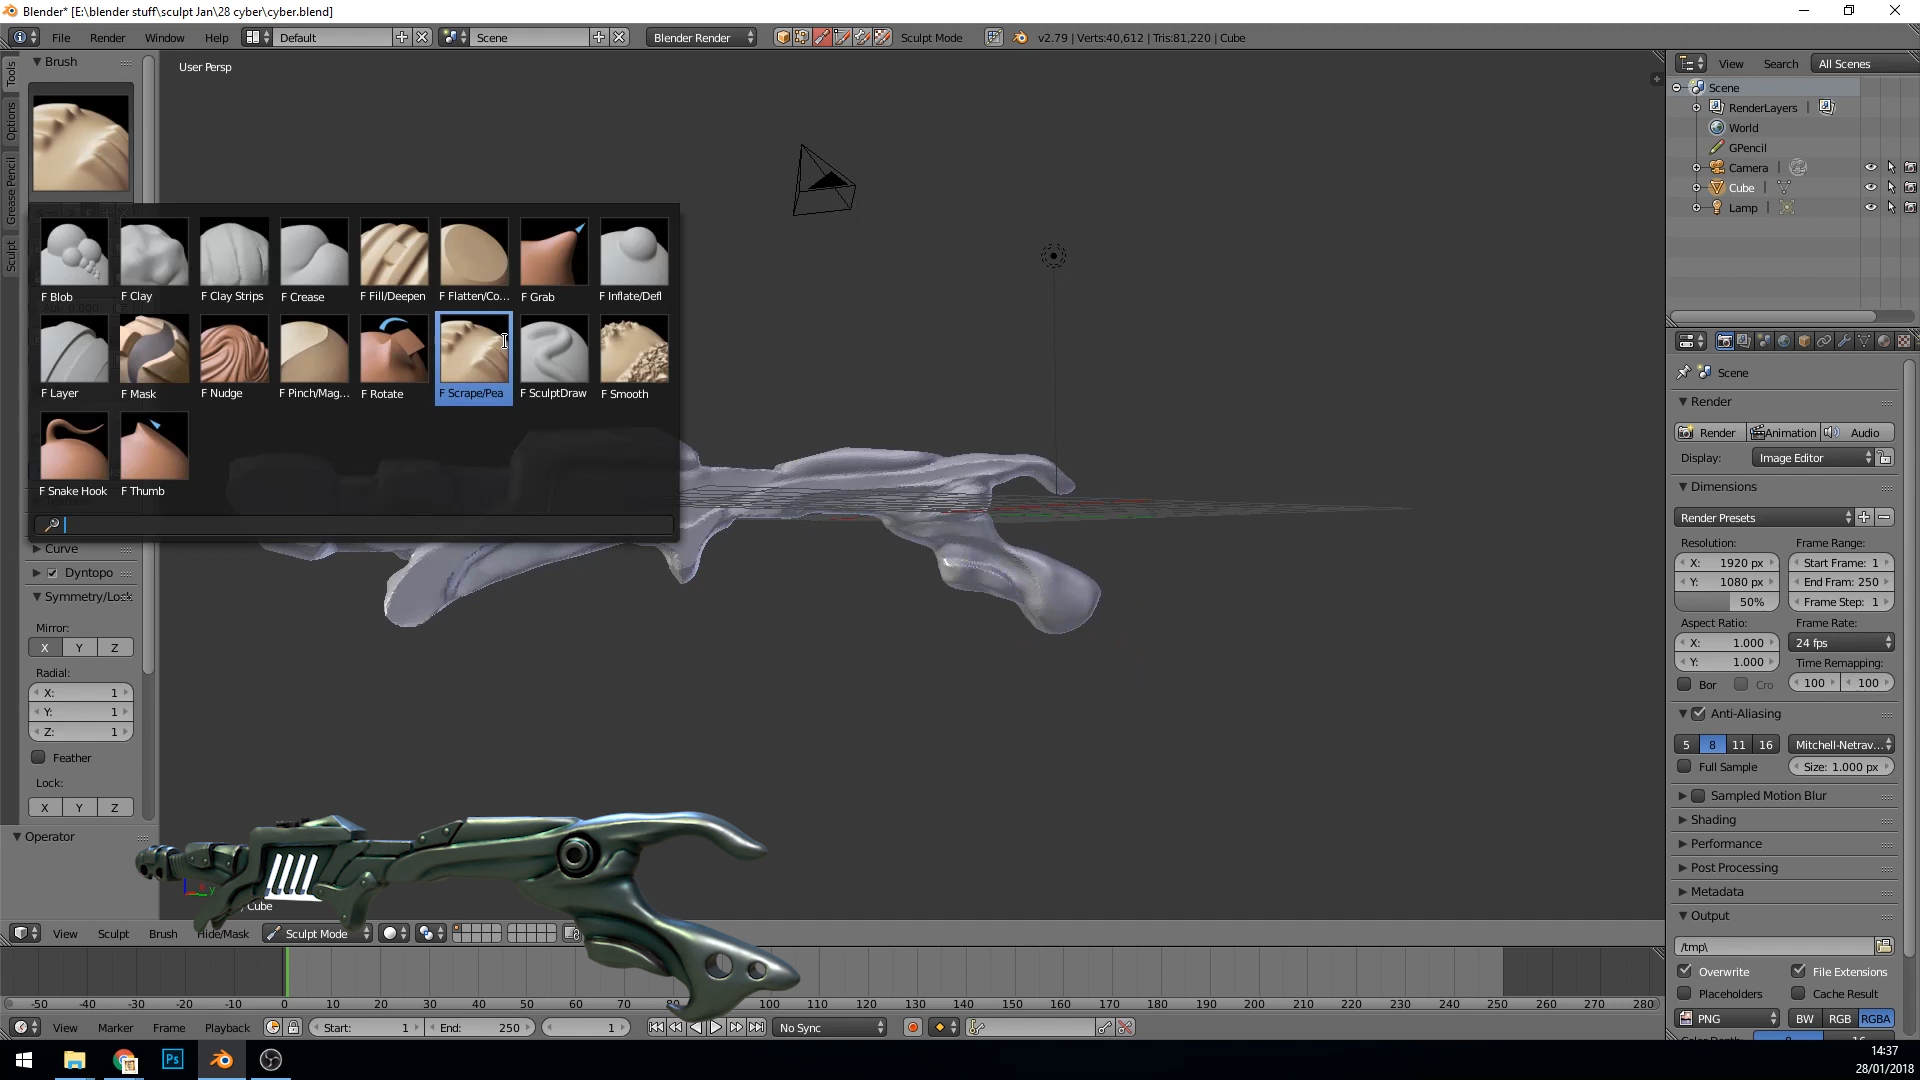 Blender* [E:\blender stuff\sculpt Jan\28 cyber\cyber.blend]
File Render Window Help Default Scene Blender Render Sculpt Mode v2.79 | Verts:40,612 | Tris:81,220 | Cube
Tools
Options
Grease Pencil
Sculpt
Brush
User Persp
F Blob
F Clay
F Clay Strips
F Crease
F Fill/Deepen
F Flatten/Co...
F Grab
F Inflate/Defl
F Layer
F Mask
F Nudge
F Pinch/Mag...
F Rotate
F Scrape/Pea
F SculptDraw
F Smooth
F Snake Hook
F Thumb
Curve
Dyntopo
Symmetry/Lock
Mirror:
X Y Z
Radial:
X: 1
Y: 1
Z: 1
Feather
Lock:
X Y Z
Operator
y
Cube
View Sculpt Brush Hide/Mask Sculpt Mode
-50 -40 -30 -20 -10 0 10 20 30 40 50 60 70 80 100 110 120 130 140 150 160 170 180 190 200 210 220 230 240 250 260 270 280
View Marker Frame Playback Start: 1 End: 250 1 No Sync
View Search All Scenes
Scene
RenderLayers |
World
GPencil
Camera |
Cube |
Lamp |
Scene
Render
Render Animation Audio
Display: Image Editor
Dimensions
Render Presets
Resolution: Frame Range:
X: 1920 px Start Frame: 1
Y: 1080 px End Fram: 250
50% Frame Step: 1
Aspect Ratio: Frame Rate:
X: 1.000 24 fps
Y: 1.000 Time Remapping:
Bor Cro 100 100
Anti-Aliasing
5 8 11 16 Mitchell-Netrav...
Full Sample Size: 1.000 px
Sampled Motion Blur
Shading
Performance
Post Processing
Metadata
Output
/tmp\
Overwrite File Extensions
Placeholders Cache Result
PNG BW RGB RGBA
Ps
14:37
28/01/2018